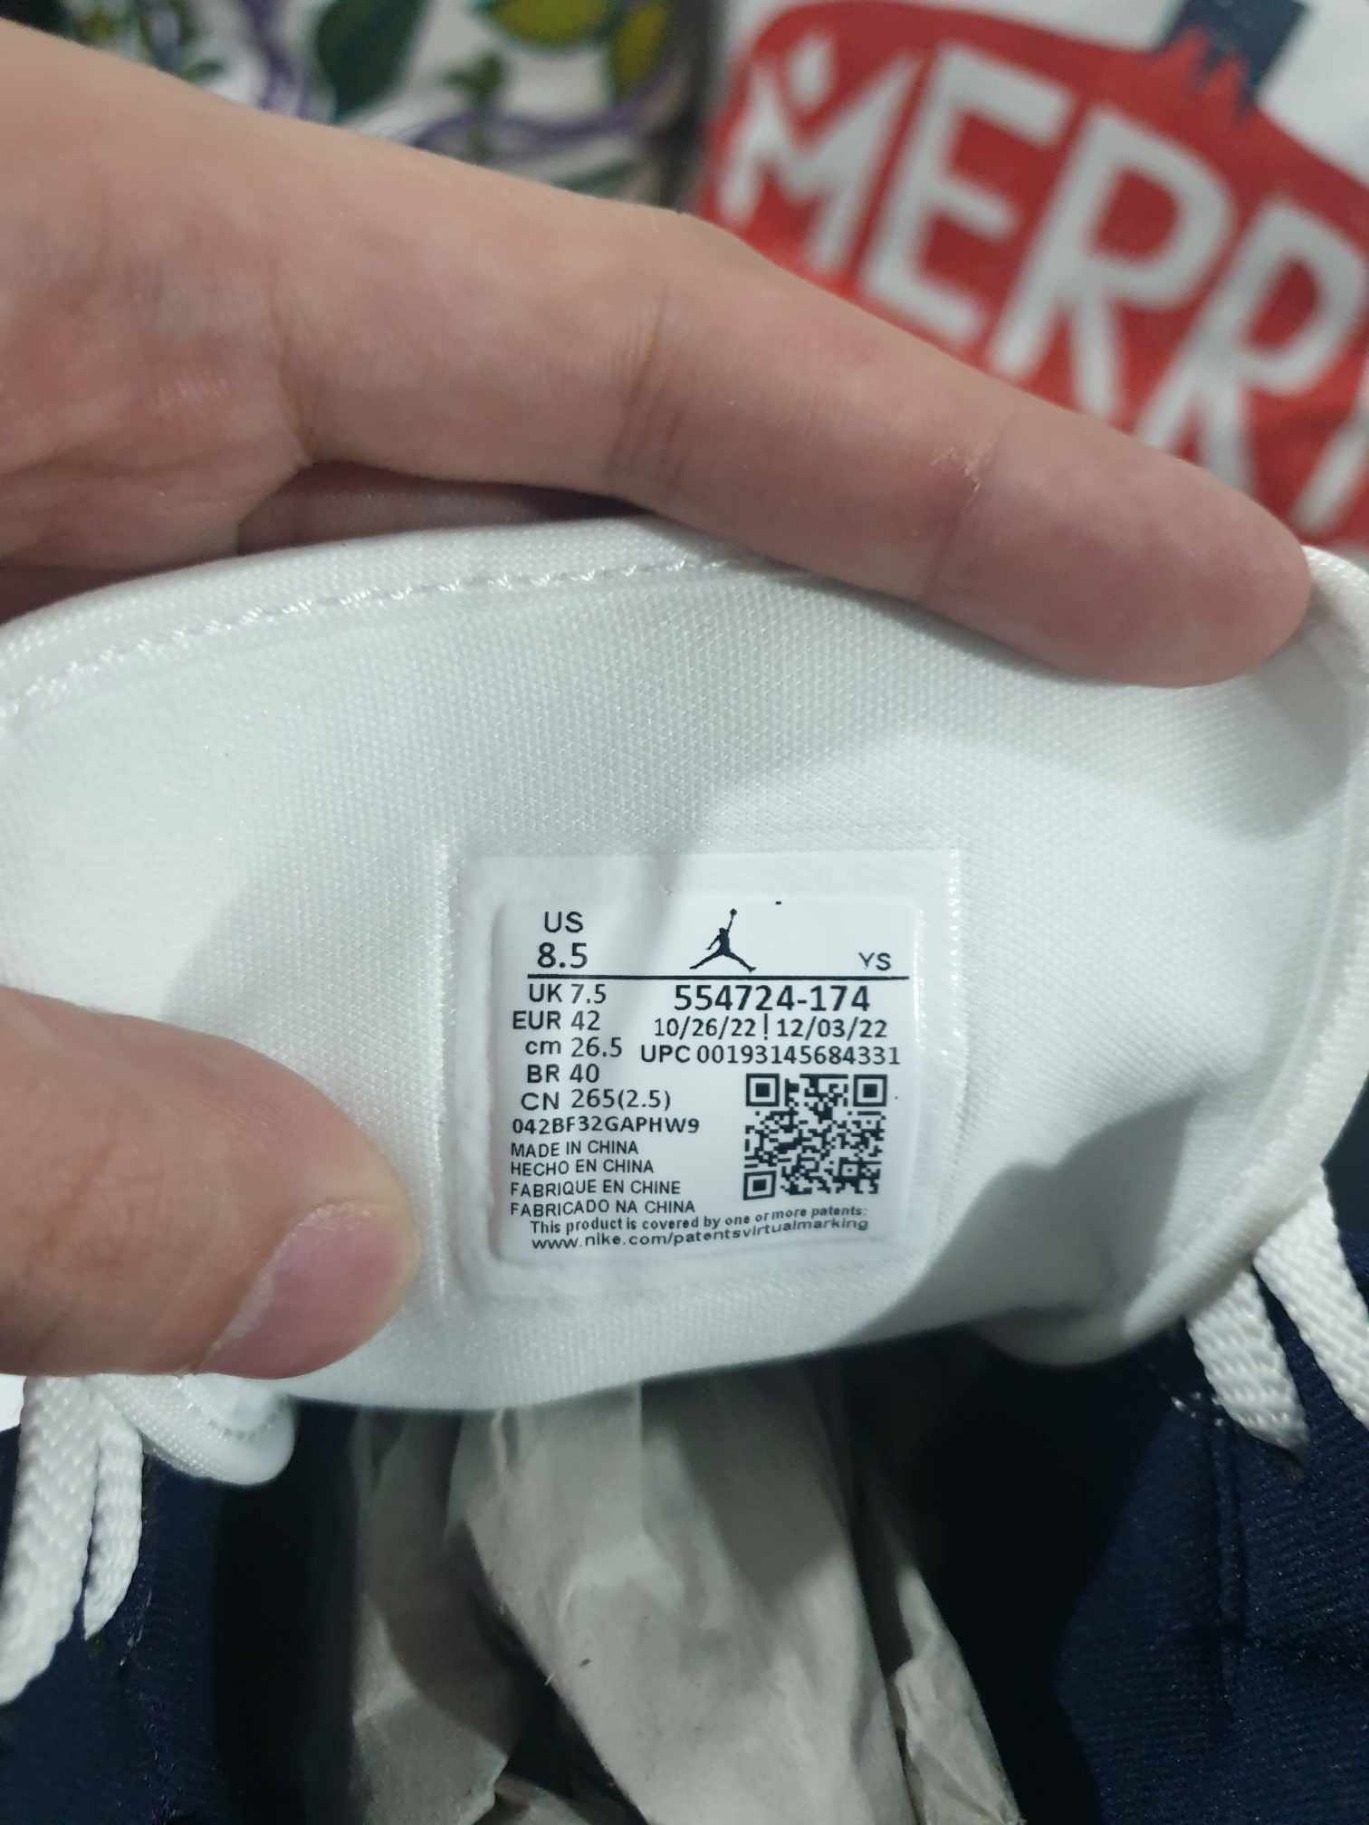 MERRY
US
8.5
YS
UK 7.5
554724-174
EUR 42
10/26/22 | 12/03/22
cm 26.5
UPC 00193145684331
BR 40
CN 265(2.5)
042BF32GAPHW9
MADE IN CHINA
HECHO EN CHINA
FABRIQUE EN CHINE
FABRICADO NA CHINA
This product is covered by one or more patents:
www.nike.com/patentsvirtualmarking